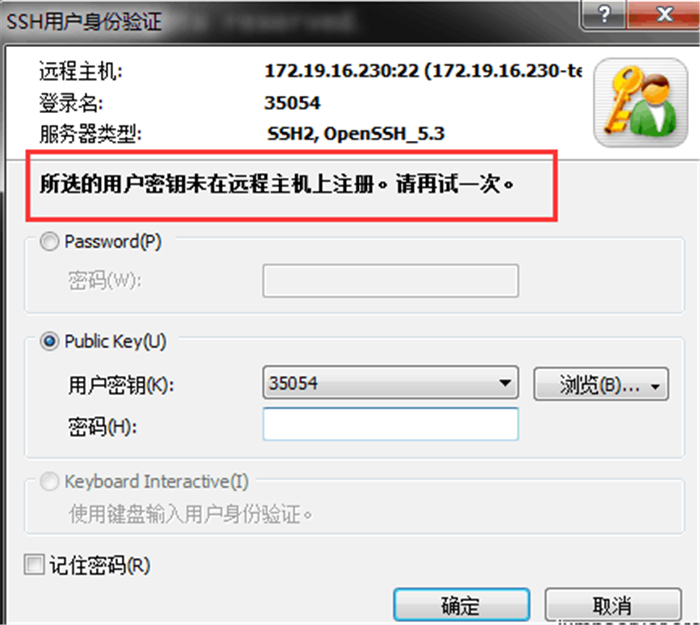 SSH用户身份验证
远程主机: 172.19.16.230:22 (172.19.16.230-te
登录名: 35054
服务器类型: SSH2, OpenSSH_5.3
所选的用户密钥未在远程主机上注册。请再试一次。
Password(P)
密码(W):
Public Key(U)
用户密钥(K): 35054 浏览(B)...
密码(H):
Keyboard Interactive(I)
使用键盘输入用户身份验证。
记住密码(R)
确定 取消